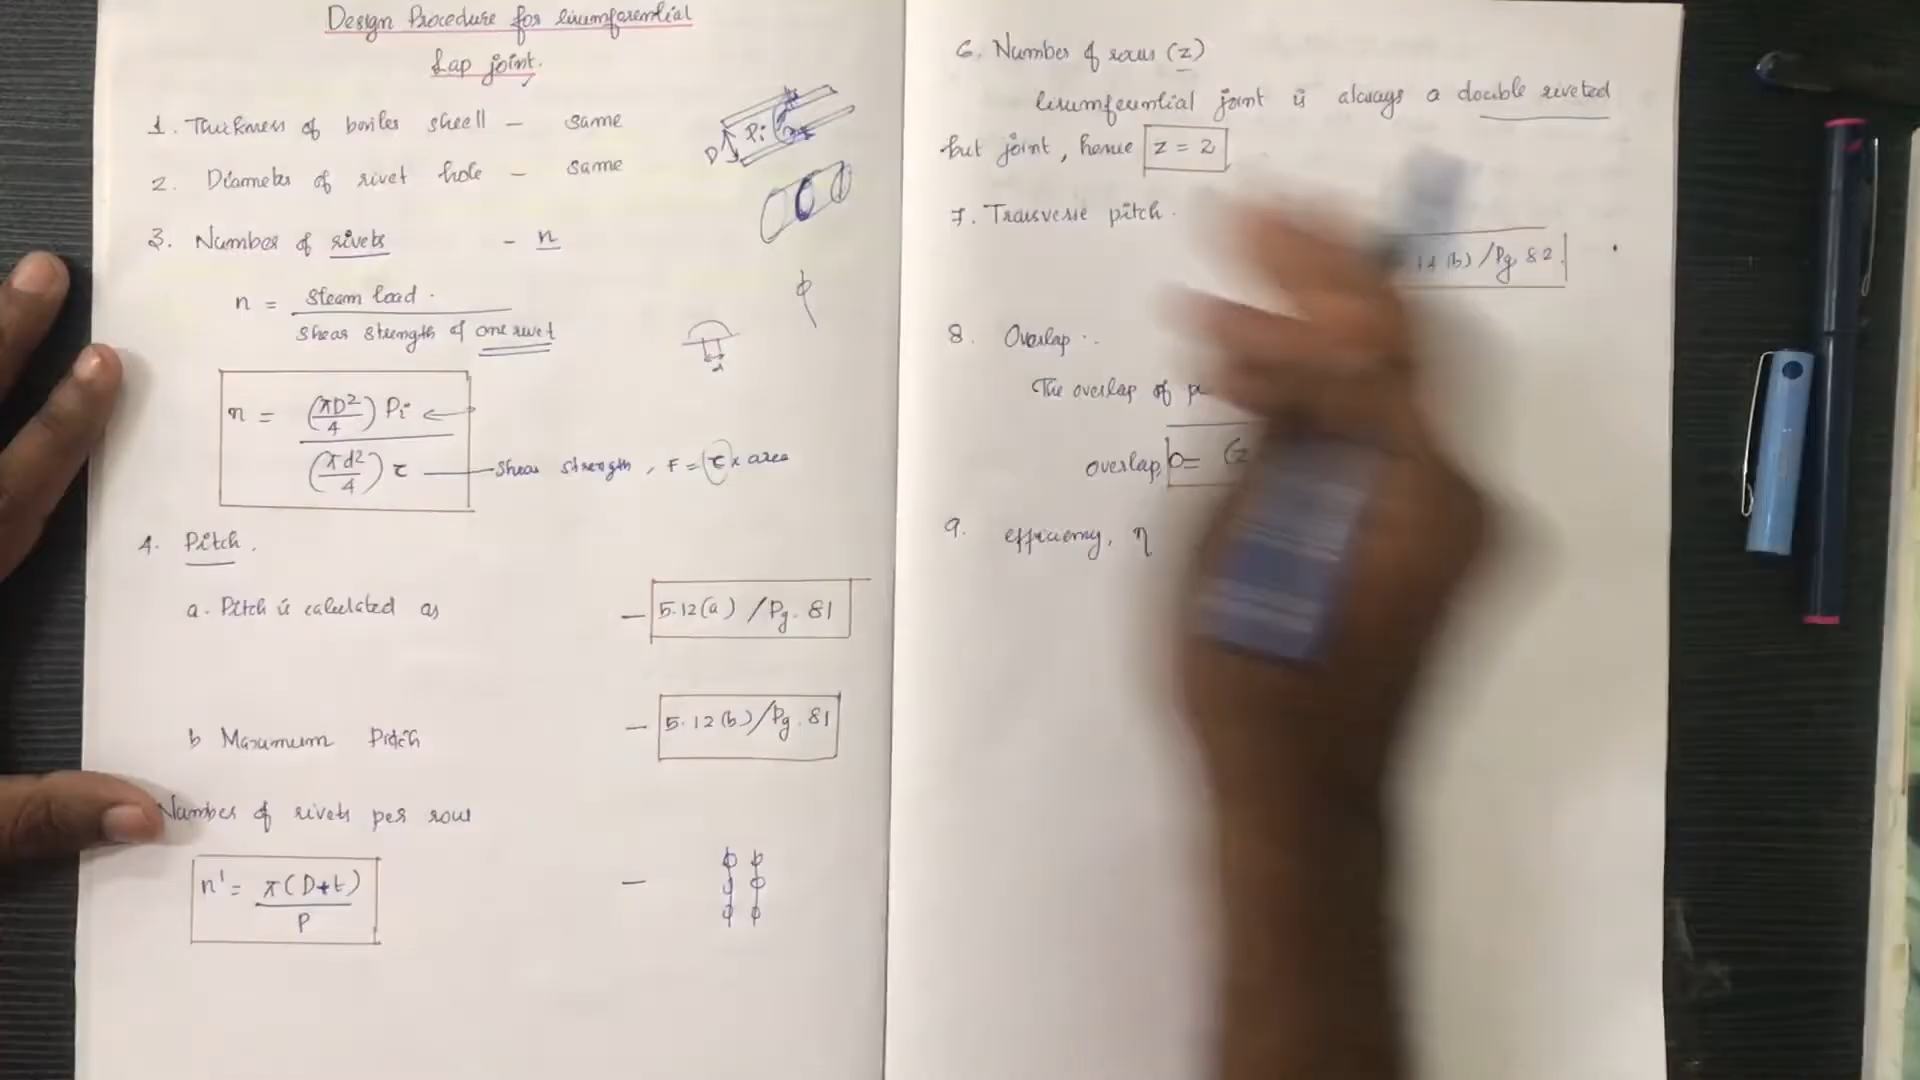 Design Procedure for Circumferential
Lap joint.
1. Thickness of boiler shell - same
2. Diameter of rivet hole - same
3. Number of rivets - n
n = Steam load.
Shear strength of one rivet
n = (πD²/4) Pi
(πd²/4) τ - Shear strength, F = τ x area
4. Pitch.
a. Pitch is calculated as - 5.12(a) / Pg. 81
b Maximum Pitch - 5.12(b) / Pg. 81
Number of rivets per row
n' = π(D+t)
P
-
D
Pi
d
6. Number of rows (z)
Circumferential joint is always a double riveted
but joint, hence z = 2
7. Transverse pitch.
14 (b) / Pg 82.
8. Overlap.
The overlap of
overlap, o = (z
9. efficiency, η